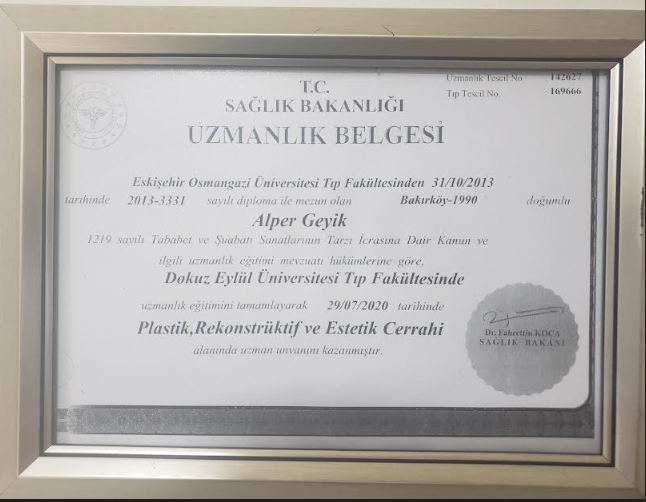 Uzmanlık Tescil No : 142627
Tıp Tescil No : 169666
T.C.
SAĞLIK BAKANLIĞI
UZMANLIK BELGESİ
Eskişehir Osmangazi Üniversitesi Tıp Fakültesinden 31/10/2013
tarihinde 2013-3331 sayılı diploma ile mezun olan Bakırköy-1990 doğumlu
Alper Geyik
1219 sayılı Tababet ve Şuabatı Sanatlarının Tarzı İcrasına Dair Kanun ve
ilgili uzmanlık eğitimi mevzuatı hükümlerine göre,
Dokuz Eylül Üniversitesi Tıp Fakültesinde
uzmanlık eğitimini tamamlayarak 29/07/2020 tarihinde
Plastik,Rekonstrüktif ve Estetik Cerrahi
alanında uzman unvanını kazanmıştır.
Dr. Fahrettin KOCA
SAĞLIK BAKANI